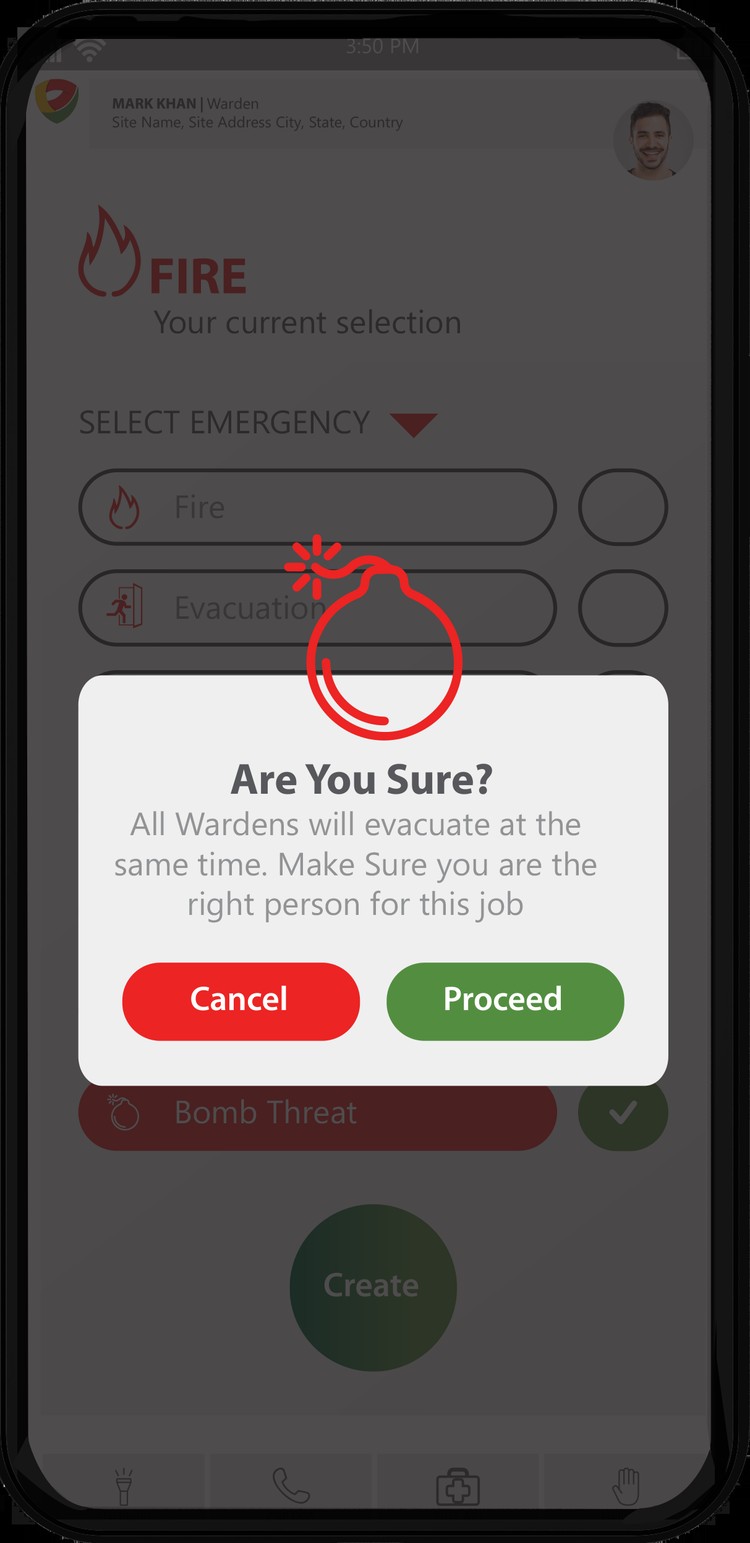 3:50 PM
MARK KHAN | Warden
Site Name, Site Address City, State, Country
FIRE
Your current selection
SELECT EMERGENCY
Fire
Evacuation
Are You Sure?
All Wardens will evacuate at the
same time. Make Sure you are the
right person for this job
Cancel
Proceed
Bomb Threat
Create